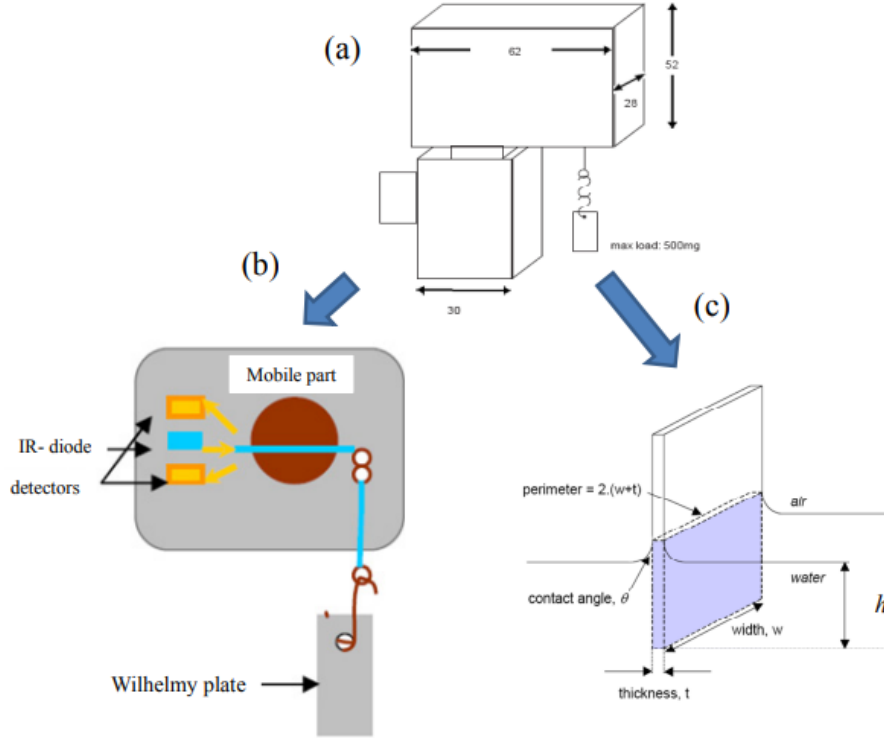 (a)
62
52
28
max load: 500mg
30
(b)
(c)
Mobile part
IR- diode
detectors
Wilhelmy plate
perimeter = 2.(w+t)
air
water
contact angle, θ
h
width, w
thickness, t